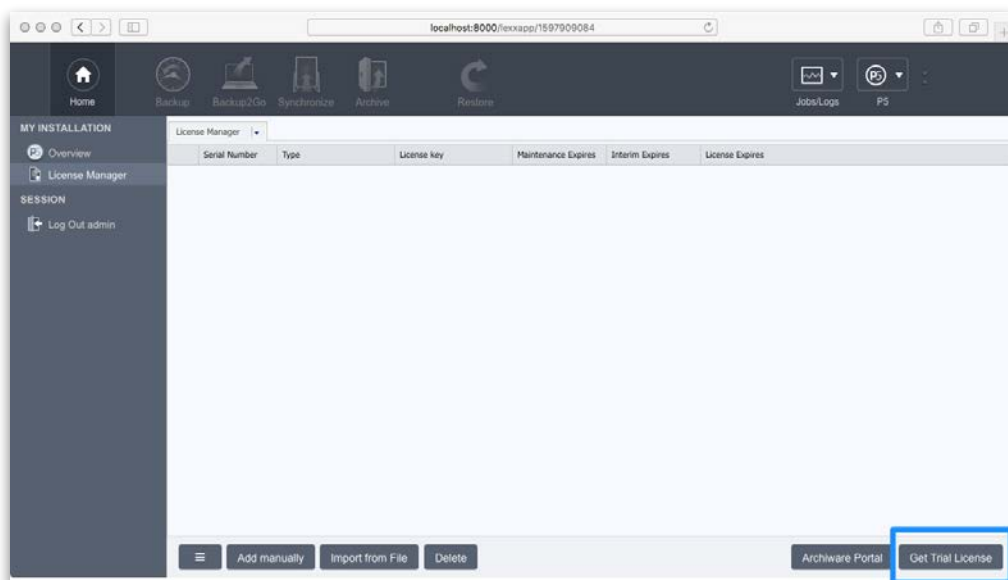 localhost:8000/lexxapp/1597909084
Home
Backup
Backup2Go
Synchronize
Archive
Restore
Jobs/Logs
P5
P5
MY INSTALLATION
P5 Overview
License Manager
SESSION
Log Out admin
License Manager
Serial Number Type License key Maintenance Expires Interim Expires License Expires
Add manually Import from File Delete Archiware Portal Get Trial License